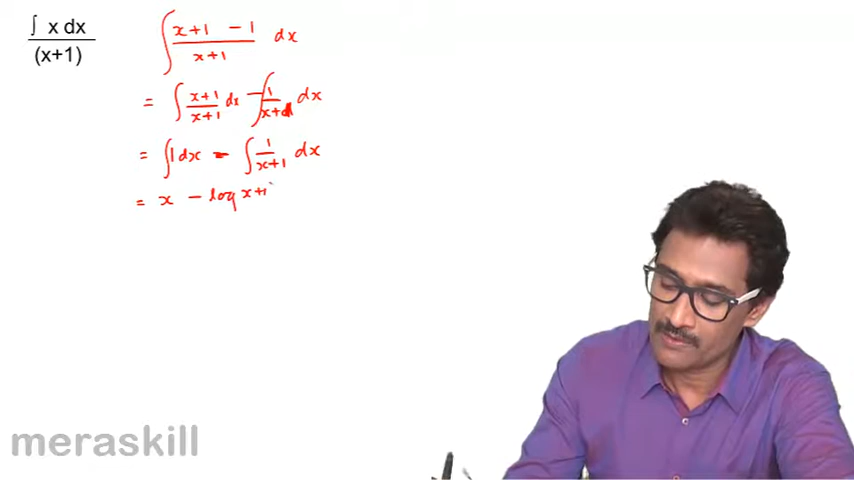 ∫ x dx
(x+1)
∫ x+1 - 1 / x+1 dx
= ∫ x+1 / x+1 dx - ∫ 1 / x+1 dx
= ∫ 1 dx - ∫ 1 / x+1 dx
= x - log x+1
meraskill